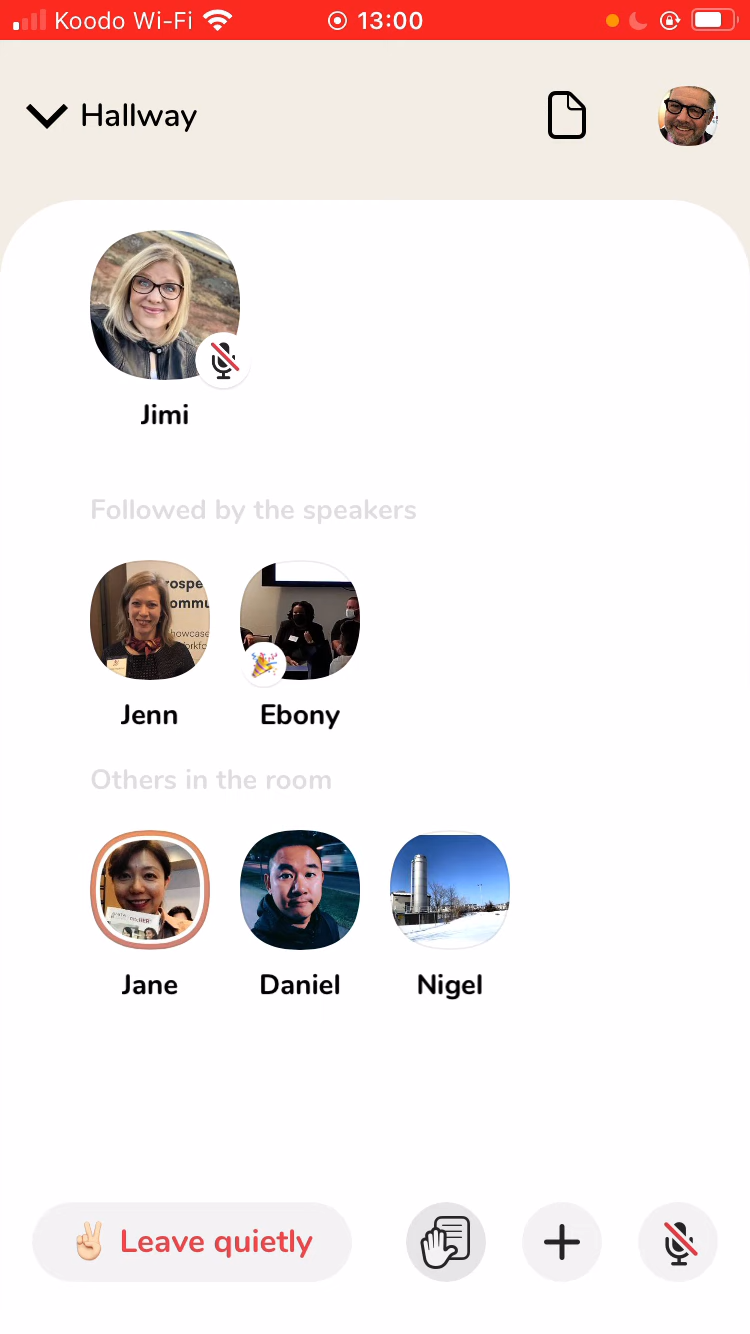 Koodo Wi-Fi 13:00
Hallway
Jimi
Followed by the speakers
Jenn Ebony
Others in the room
Jane Daniel Nigel
Leave quietly